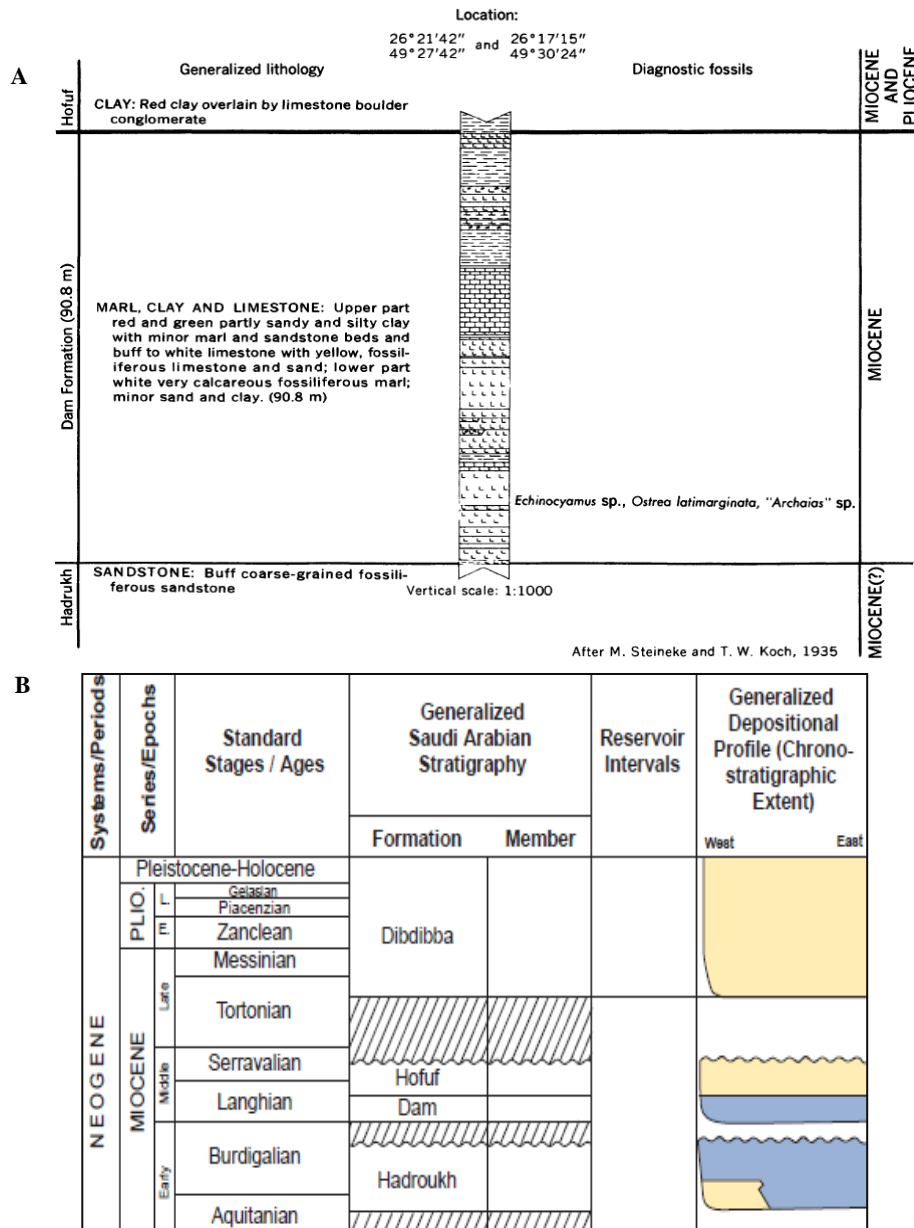 Location:
26°21'42" and 26°17'15"
49°27'42" 49°30'24"
A
Generalized lithology
Diagnostic fossils
Hofuf
CLAY: Red clay overlain by limestone boulder
conglomerate
MIOCENE
AND
PLIOCENE
Dam Formation (90.8 m)
MARL, CLAY AND LIMESTONE: Upper part
red and green partly sandy and silty clay
with minor marl and sandstone beds and
buff to white limestone with yellow, fossil-
iferous limestone and sand; lower part
white very calcareous fossiliferous marl;
minor sand and clay. (90.8 m)
MIOCENE
Echinocyamus sp., Ostrea latimarginata, "Archaias" sp.
Hadrukh
SANDSTONE: Buff coarse-grained fossili-
ferous sandstone
Vertical scale: 1:1000
MIOCENE(?)
After M. Steineke and T. W. Koch, 1935
B
Systems/Periods
Series/Epochs
Standard
Stages / Ages
Generalized
Saudi Arabian
Stratigraphy
Formation
Member
Reservoir
Intervals
Generalized
Depositional
Profile (Chrono-
stratigraphic
Extent)
West
East
NEOGENE
Pleistocene-Holocene
PLIO.
L.
Gelasian
Piacenzian
E.
Zanclean
Dibdibba
MIOCENE
Late
Messinian
Tortonian
Middle
Serravalian
Hofuf
Langhian
Dam
Early
Burdigalian
Hadroukh
Aquitanian